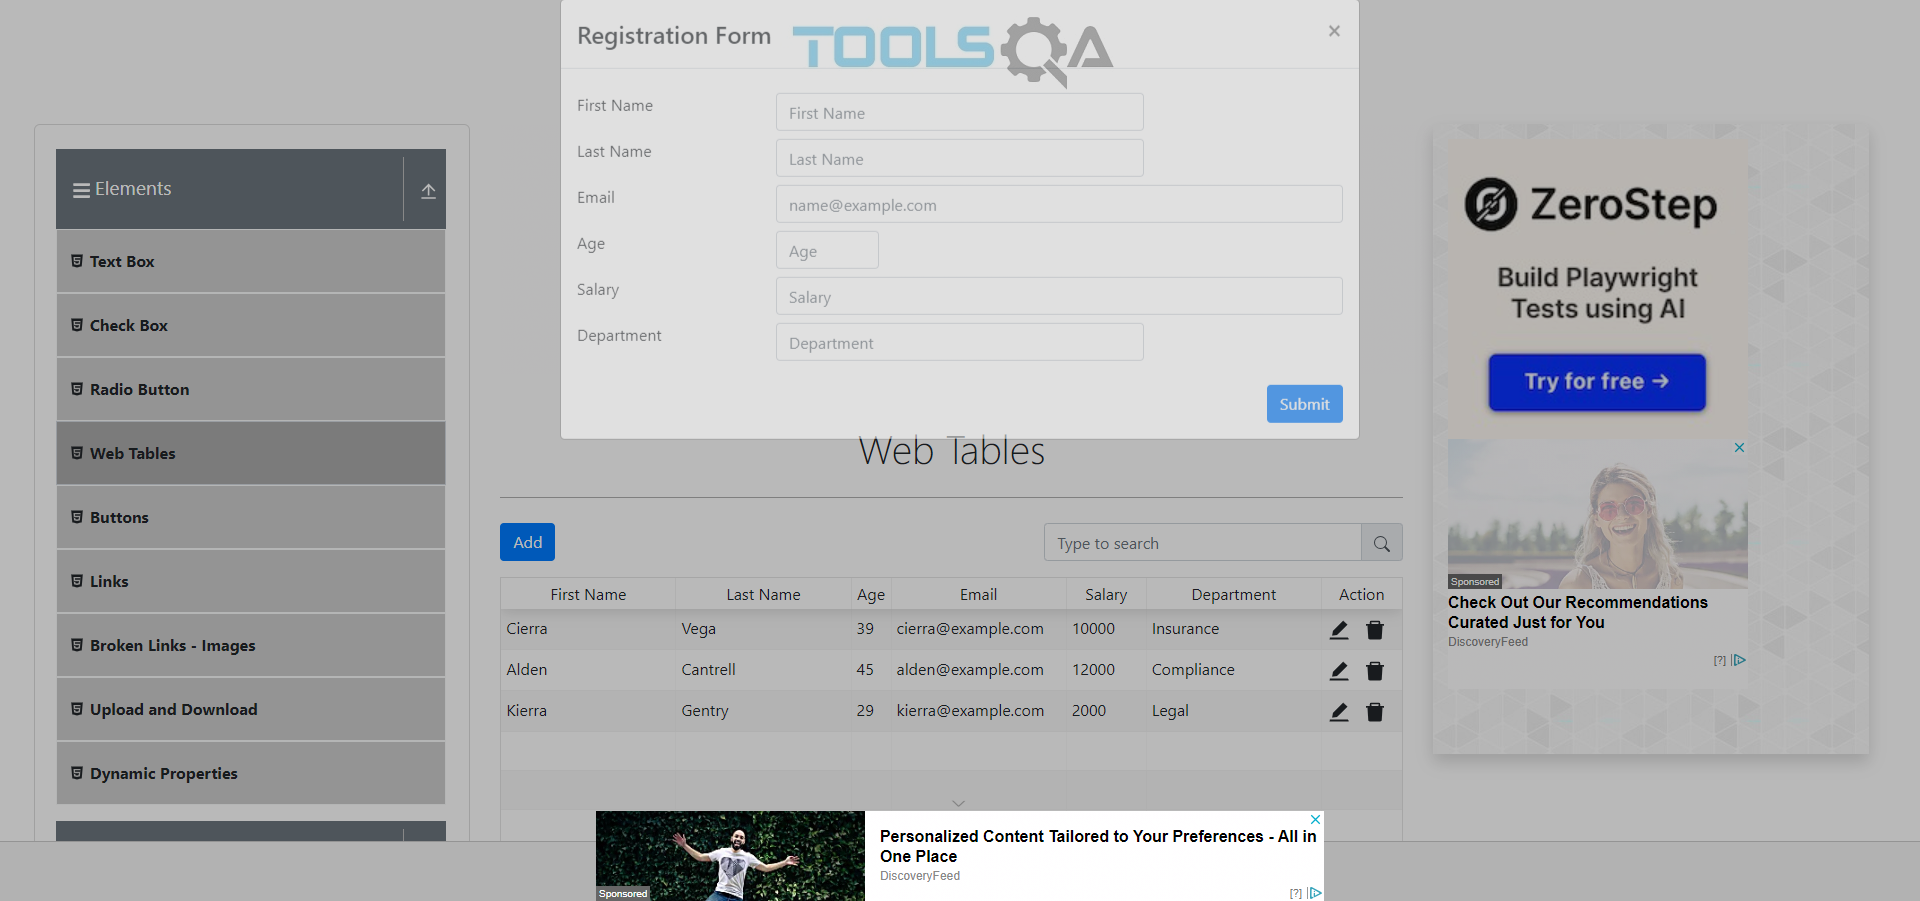 Registration Form
TOOLSQA
×
First Name
First Name
Last Name
Last Name
Email
name@example.com
Age
Age
Salary
Salary
Department
Department
Submit
Elements
Text Box
Check Box
Radio Button
Web Tables
Buttons
Links
Broken Links - Images
Upload and Download
Dynamic Properties
Web Tables
Add
Type to search
First Name Last Name Age Email Salary Department Action
Cierra Vega 39 cierra@example.com 10000 Insurance
Alden Cantrell 45 alden@example.com 12000 Compliance
Kierra Gentry 29 kierra@example.com 2000 Legal
ZeroStep
Build Playwright
Tests using AI
Try for free →
Sponsored
Check Out Our Recommendations
Curated Just for You
DiscoveryFeed
[?]
Sponsored
Personalized Content Tailored to Your Preferences - All in
One Place
DiscoveryFeed
[?]